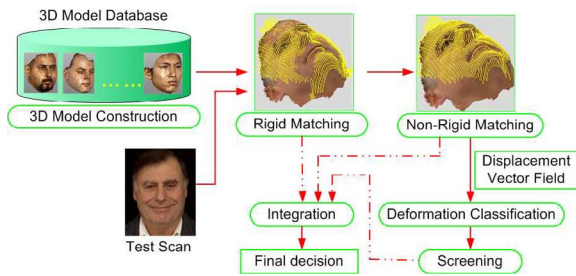 3D Model Database
3D Model Construction
Rigid Matching
Non-Rigid Matching
Displacement
Vector Field
Test Scan
Integration
Deformation Classification
Final decision
Screening